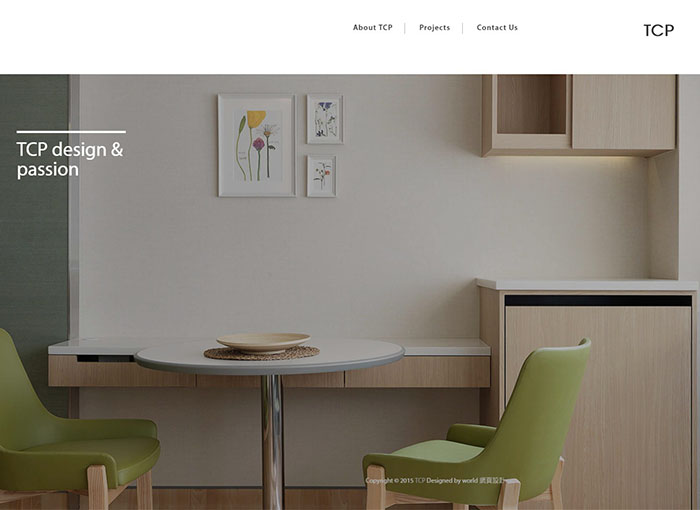 About TCP
Projects
Contact Us
TCP
TCP design &
passion
Copyright © 2015 TCP Designed by world 網頁設計